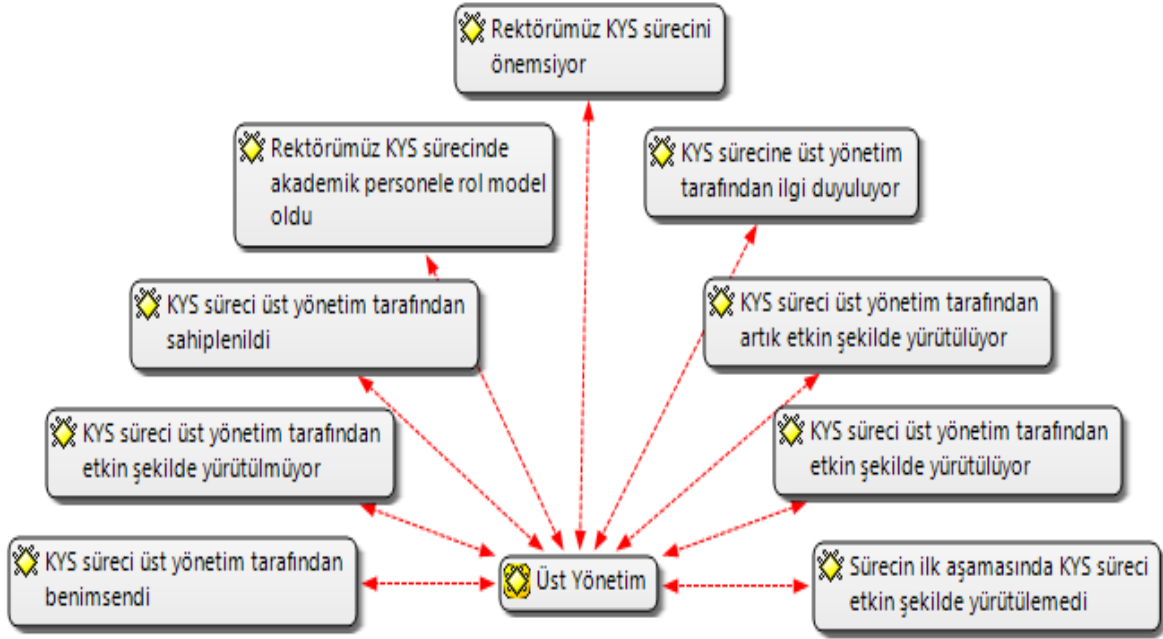 Rektörümüz KYS sürecini
önemsiyor
Rektörümüz KYS sürecinde
akademik personele rol model
oldu
KYS sürecine üst yönetim
tarafından ilgi duyuluyor
KYS süreci üst yönetim tarafından
sahiplenildi
KYS süreci üst yönetim tarafından
artık etkin şekilde yürütülüyor
KYS süreci üst yönetim tarafından
etkin şekilde yürütülmüyor
KYS süreci üst yönetim tarafından
etkin şekilde yürütülüyor
KYS süreci üst yönetim tarafından
benimsendi
Üst Yönetim
Sürecin ilk aşamasında KYS süreci
etkin şekilde yürütülemedi